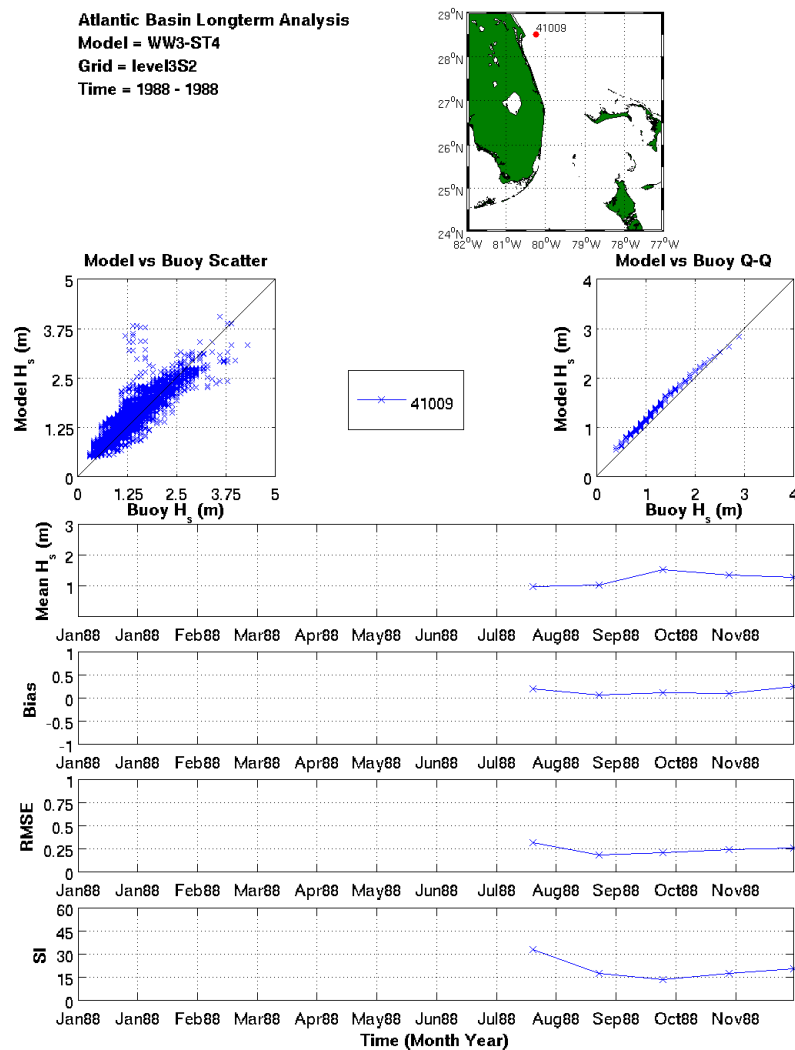 Atlantic Basin Longterm Analysis
Model = WW3-ST4
Grid = level3S2
Time = 1988 - 1988
29°N
28°N
27°N
26°N
25°N
24°N
82°W 81°W 80°W 79°W 78°W 77°W
41009
Model vs Buoy Scatter
5
3.75
2.5
1.25
0
0 1.25 2.5 3.75 5
Model Hs (m)
Buoy Hs (m)
41009
Model vs Buoy Q-Q
4
3
2
1
0
0 1 2 3 4
Model Hs (m)
Buoy Hs (m)
Mean Hs (m)
3
2
1
Jan88 Jan88 Feb88 Mar88 Apr88 May88 Jun88 Jul88 Aug88 Sep88 Oct88 Nov88
Bias
1
0.5
0
-0.5
-1
Jan88 Jan88 Feb88 Mar88 Apr88 May88 Jun88 Jul88 Aug88 Sep88 Oct88 Nov88
RMSE
1
0.75
0.5
0.25
0
Jan88 Jan88 Feb88 Mar88 Apr88 May88 Jun88 Jul88 Aug88 Sep88 Oct88 Nov88
SI
60
45
30
15
0
Jan88 Jan88 Feb88 Mar88 Apr88 May88 Jun88 Jul88 Aug88 Sep88 Oct88 Nov88
Time (Month Year)